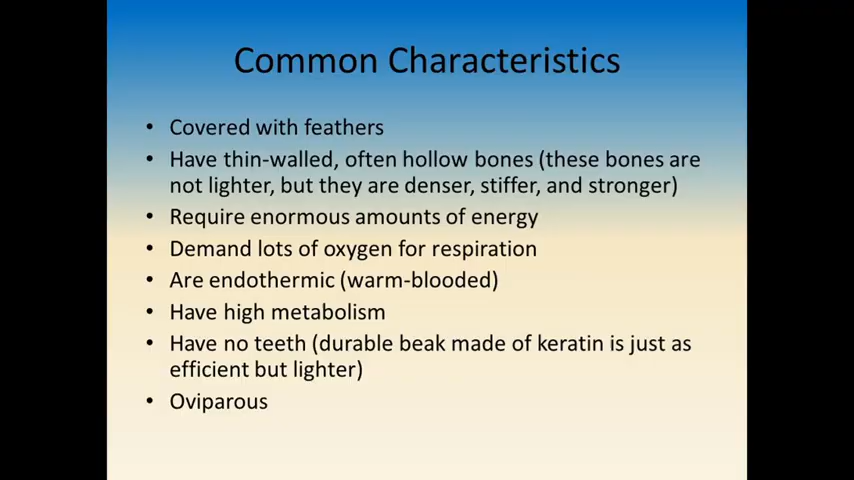 Common Characteristics
• Covered with feathers
• Have thin-walled, often hollow bones (these bones are
not lighter, but they are denser, stiffer, and stronger)
• Require enormous amounts of energy
• Demand lots of oxygen for respiration
• Are endothermic (warm-blooded)
• Have high metabolism
• Have no teeth (durable beak made of keratin is just as
efficient but lighter)
• Oviparous